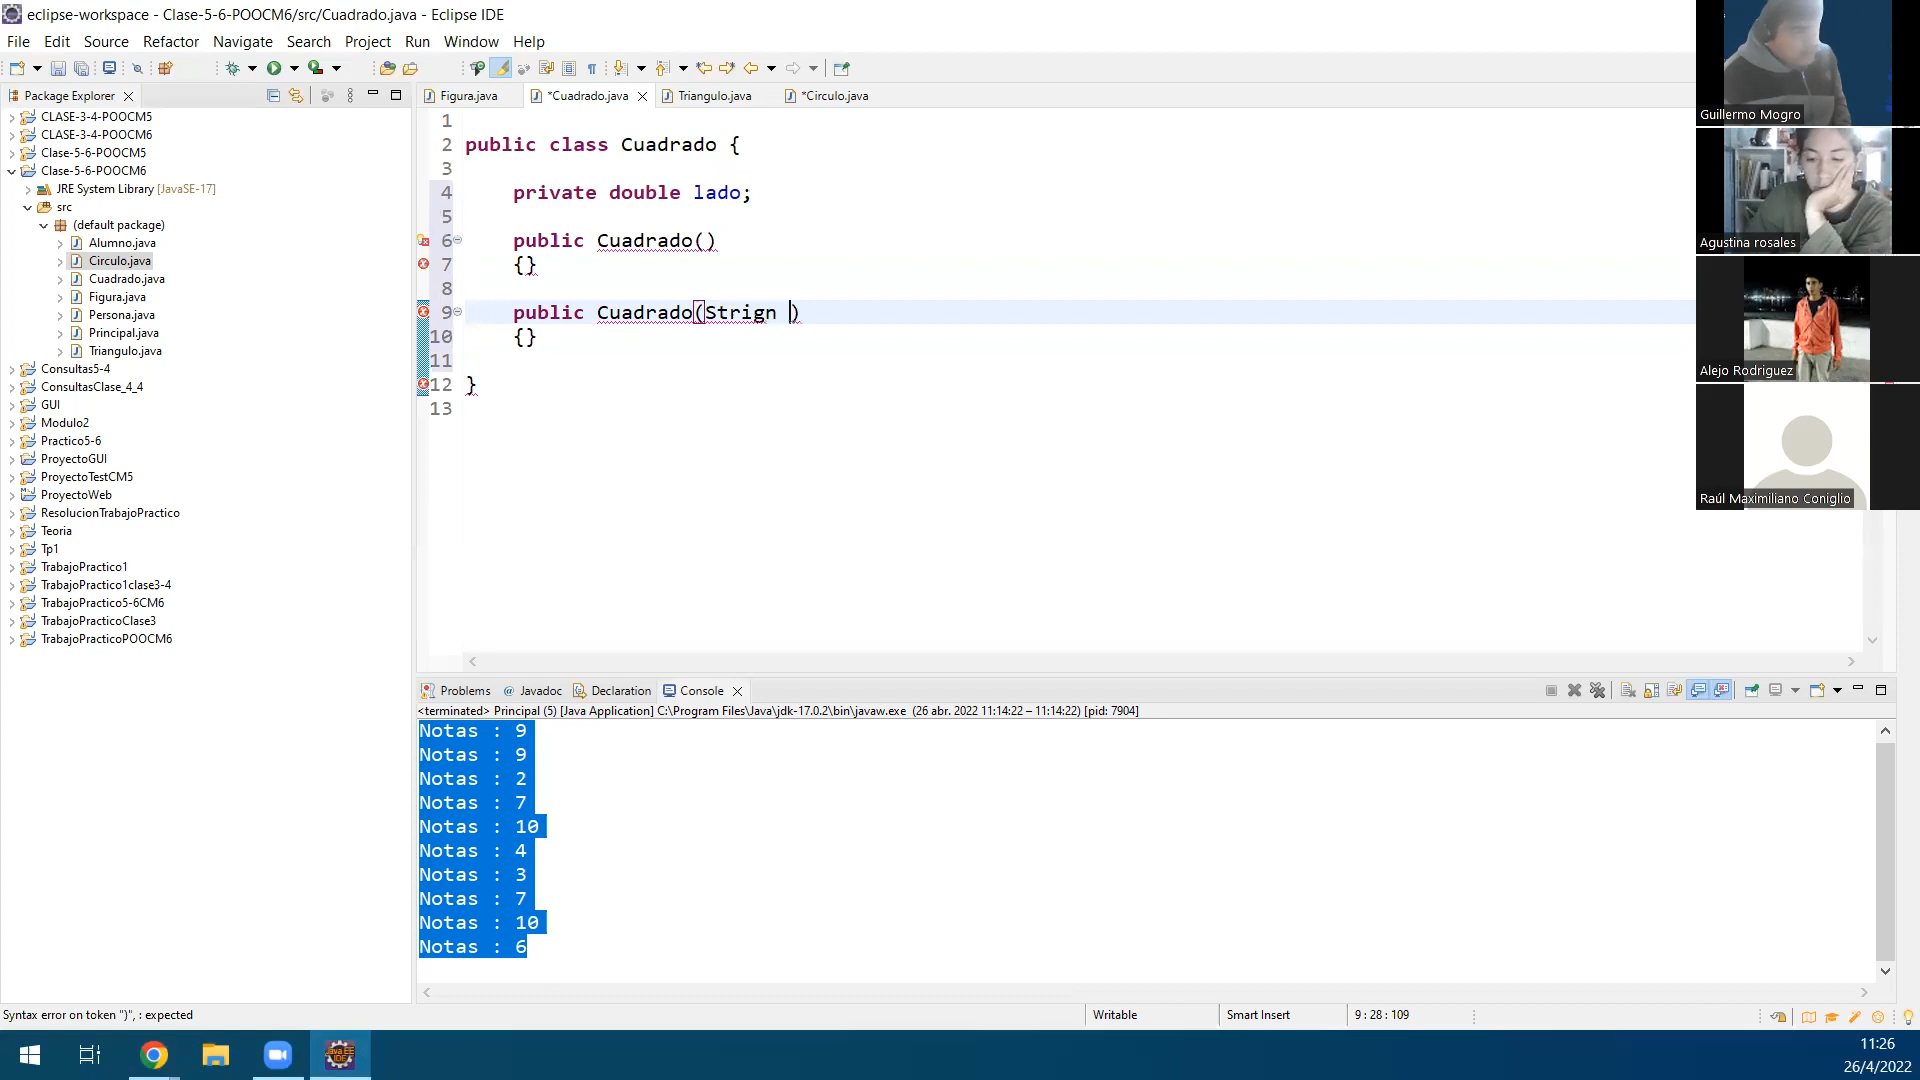 eclipse-workspace - Clase-5-6-POOCM6/src/Cuadrado.java - Eclipse IDE
File Edit Source Refactor Navigate Search Project Run Window Help
Package Explorer
CLASE-3-4-POOCM5
CLASE-3-4-POOCM6
Clase-5-6-POOCM5
Clase-5-6-POOCM6
JRE System Library [JavaSE-17]
src
(default package)
Alumno.java
Circulo.java
Cuadrado.java
Figura.java
Persona.java
Principal.java
Triangulo.java
Consultas5-4
ConsultasClase_4_4
GUI
Modulo2
Practico5-6
ProyectoGUI
ProyectoTestCM5
ProyectoWeb
ResolucionTrabajoPractico
Teoria
Tp1
TrabajoPractico1
TrabajoPractico1clase3-4
TrabajoPractico5-6CM6
TrabajoPracticoClase3
TrabajoPracticoPOOCM6
Figura.java *Cuadrado.java Triangulo.java *Circulo.java
1
2 public class Cuadrado {
3
4 private double lado;
5
6 public Cuadrado()
7 {}
8
9 public Cuadrado(Strign )
10 {}
11
12 }
13
Problems @ Javadoc Declaration Console
<terminated> Principal (5) [Java Application] C:\Program Files\Java\jdk-17.0.2\bin\javaw.exe (26 abr. 2022 11:14:22 – 11:14:22) [pid: 7904]
Notas : 9
Notas : 9
Notas : 2
Notas : 7
Notas : 10
Notas : 4
Notas : 3
Notas : 7
Notas : 10
Notas : 6
Syntax error on token "}", : expected
Writable
Smart Insert
9 : 28 : 109
Guillermo Mogro
Agustina rosales
Alejo Rodriguez
Raúl Maximiliano Coniglio
Java EE
IDE
11:26
26/4/2022